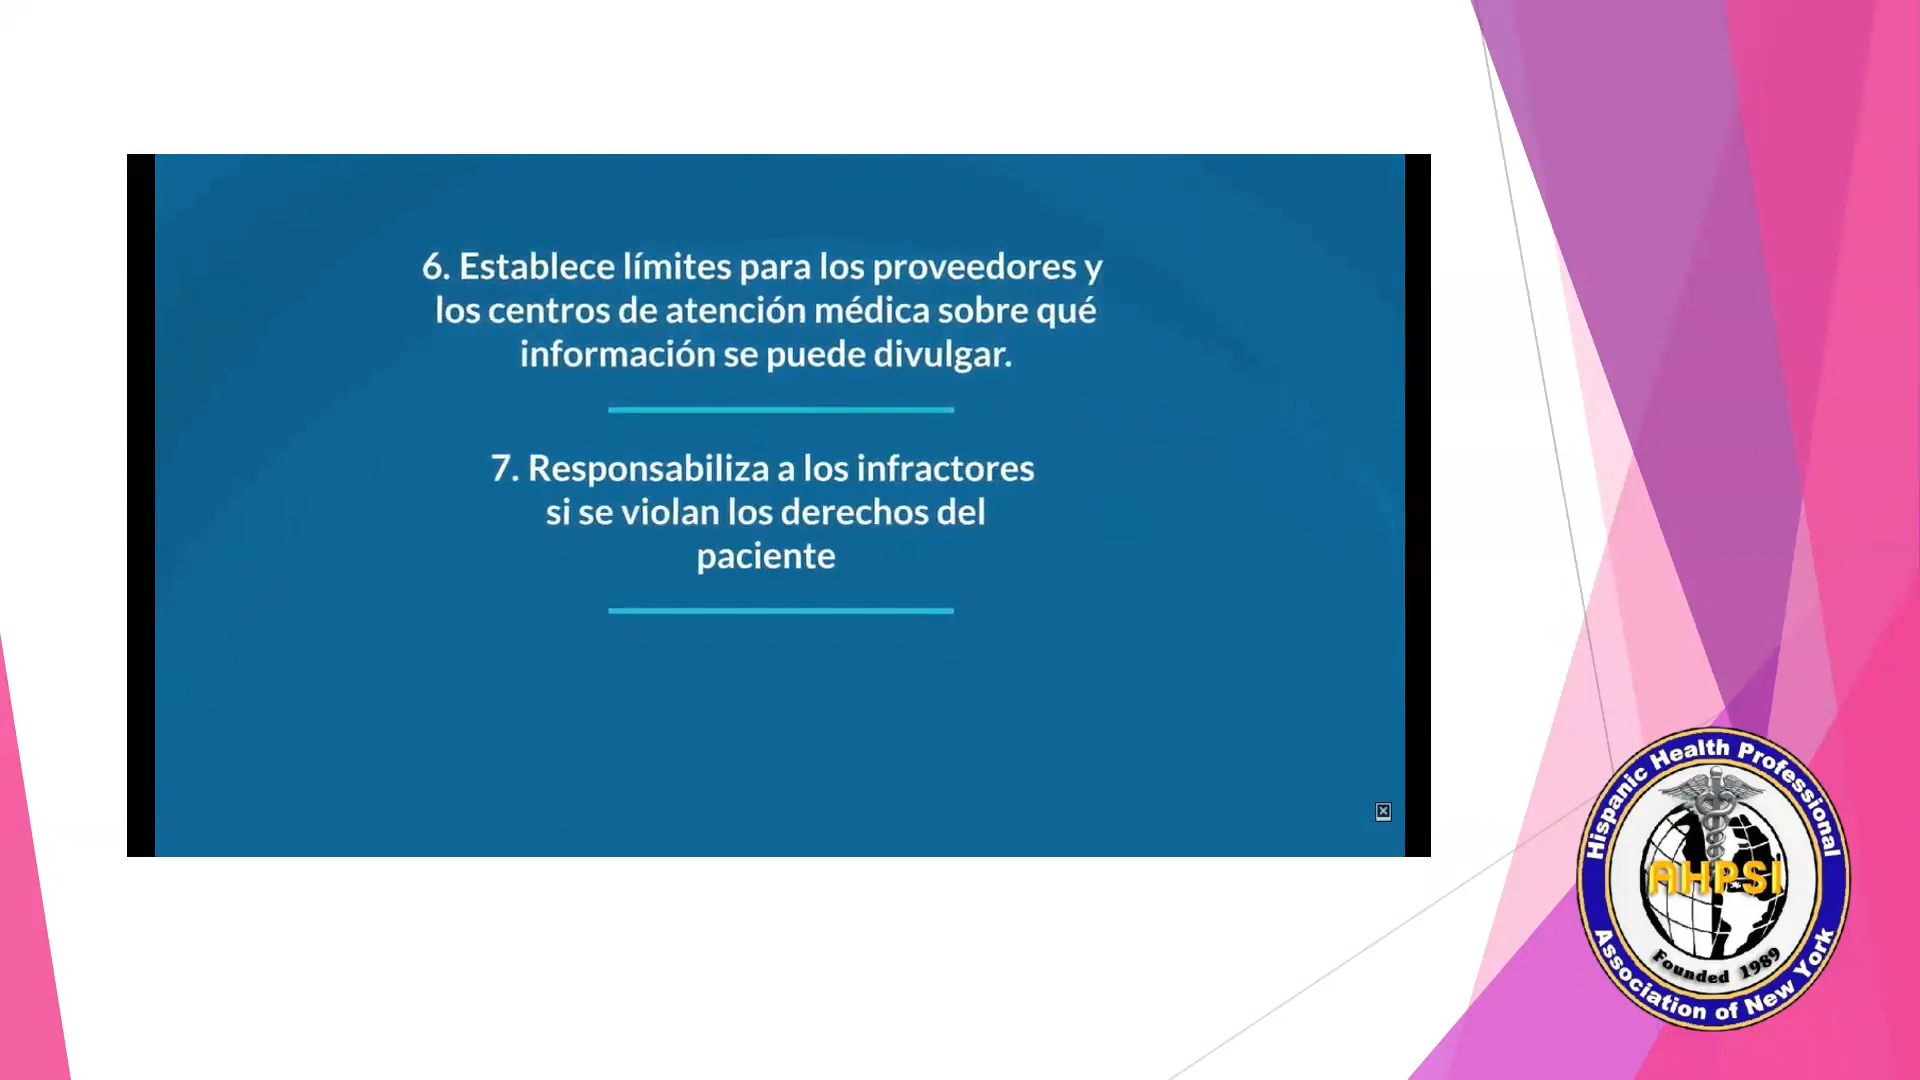 6. Establece límites para los proveedores y
los centros de atención médica sobre qué
información se puede divulgar.
7. Responsabiliza a los infractores
si se violan los derechos del
paciente
Hispanic Health Professional
AHPSI
Founded 1989
Association of New York